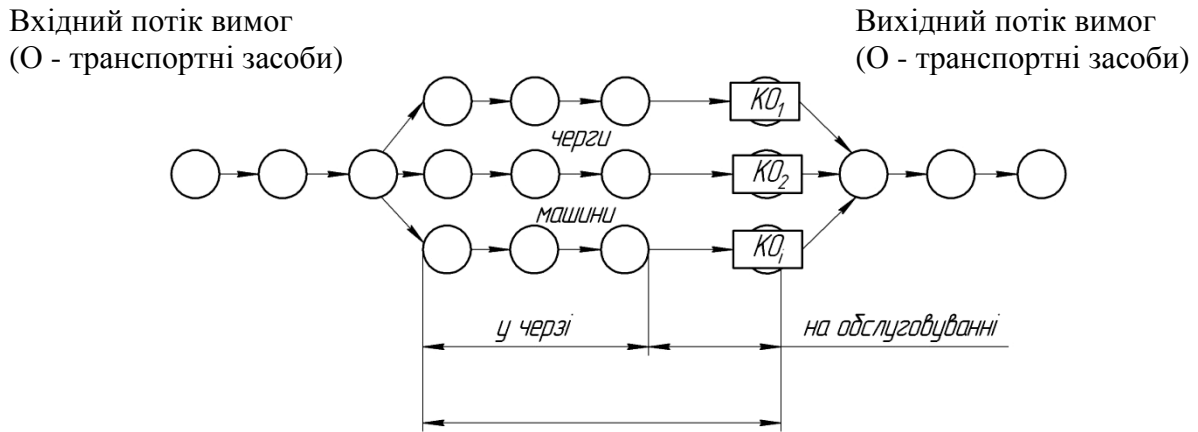 Вхідний потік вимог
(О - транспортні засоби)
Вихідний потік вимог
(О - транспортні засоби)
КО1
черги
КО2
машини
КОі
у черзі
на обслуговуванні